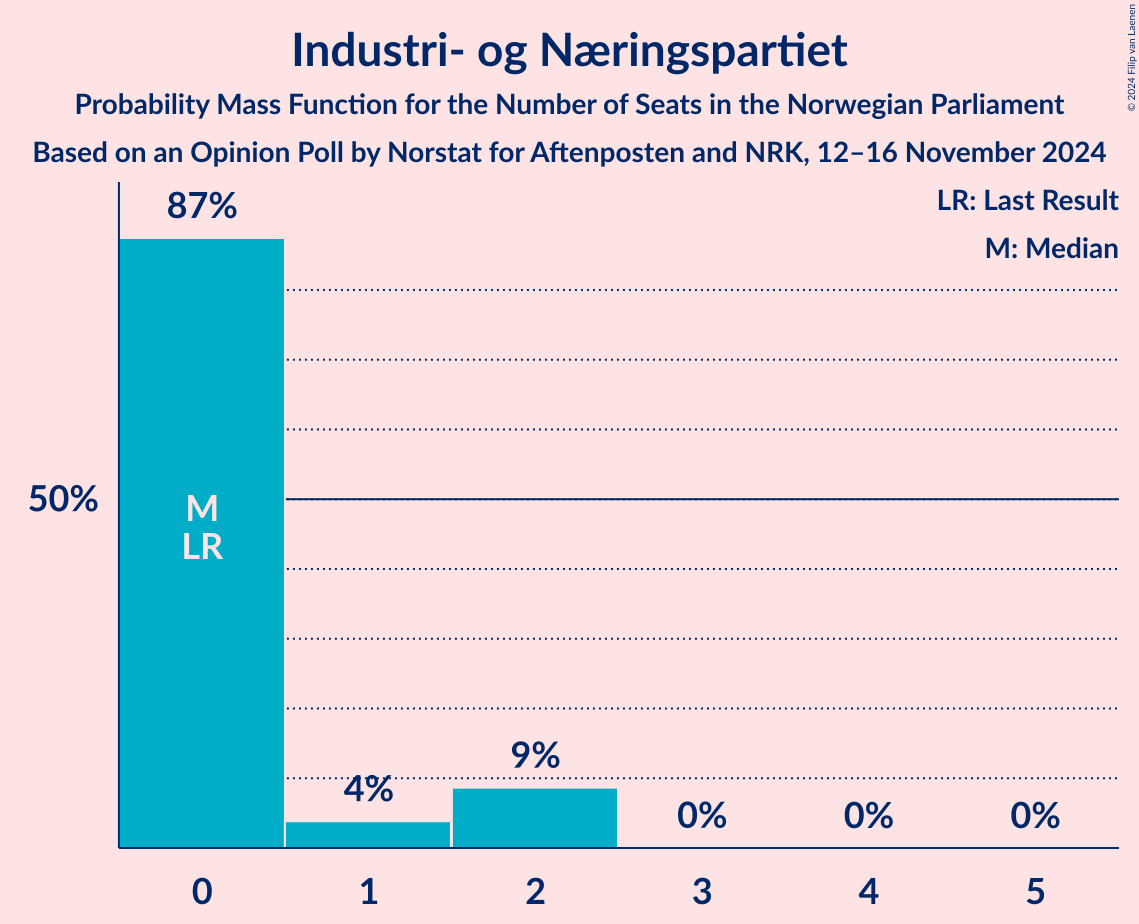 Industri- og Næringspartiet
Probability Mass Function for the Number of Seats in the Norwegian Parliament
Based on an Opinion Poll by Norstat for Aftenposten and NRK, 12–16 November 2024
© 2024 Filip van Laenen
LR: Last Result
M: Median
87%
50%
M
LR
4%
9%
0%
0%
0%
0
1
2
3
4
5